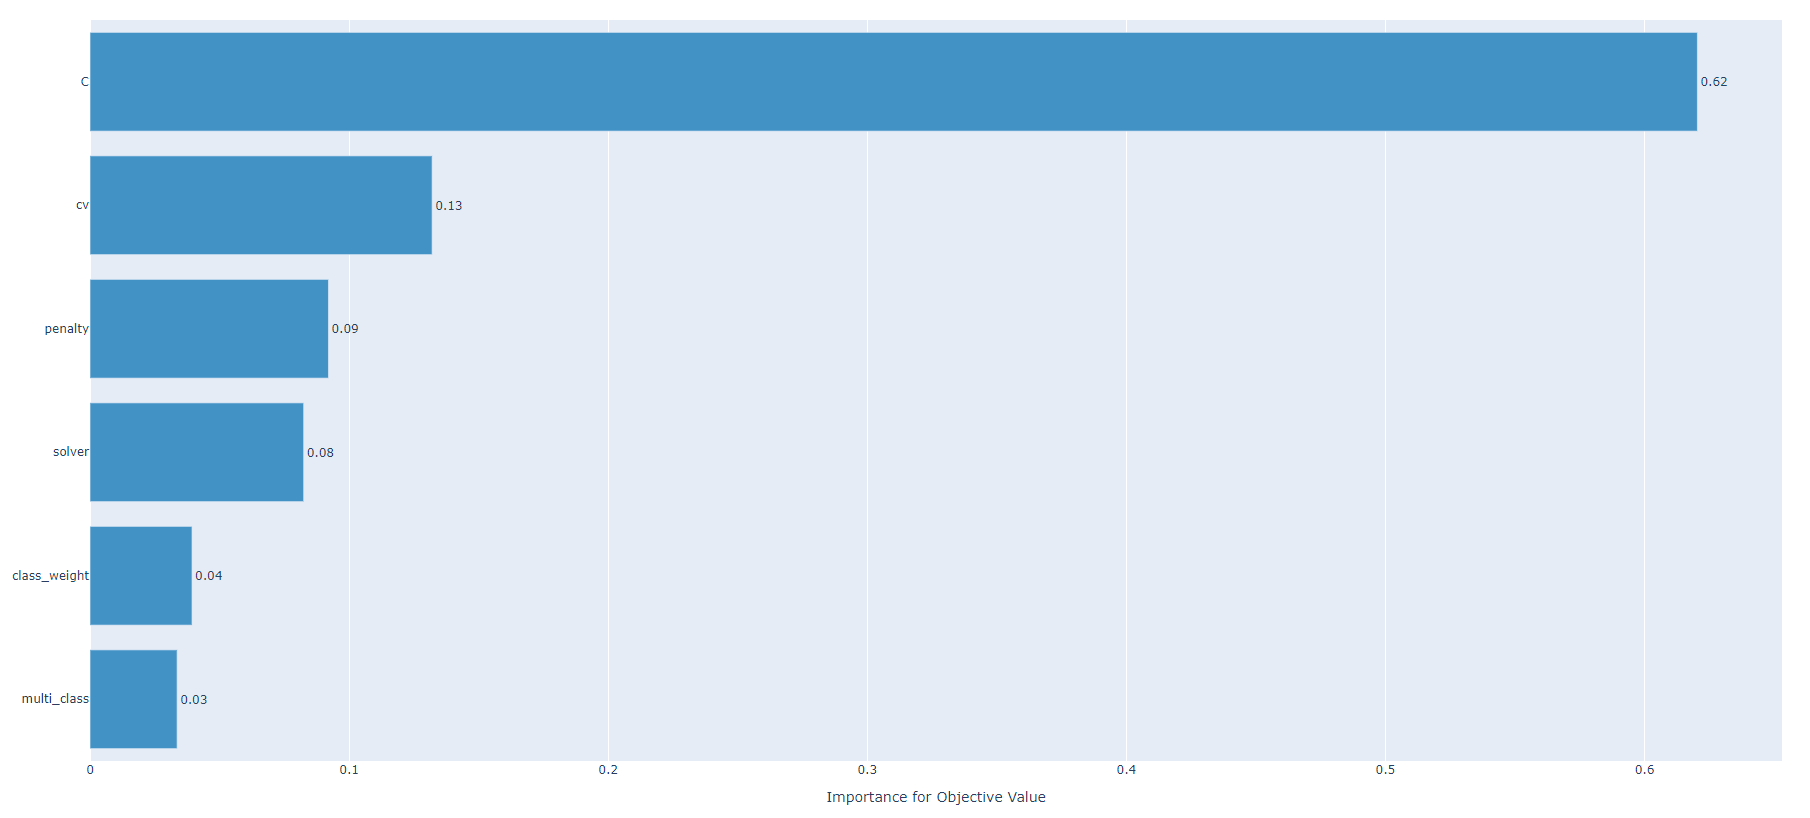 C
0.62
cv
0.13
penalty
0.09
solver
0.08
class_weight
0.04
multi_class
0.03
0 0.1 0.2 0.3 0.4 0.5 0.6
Importance for Objective Value